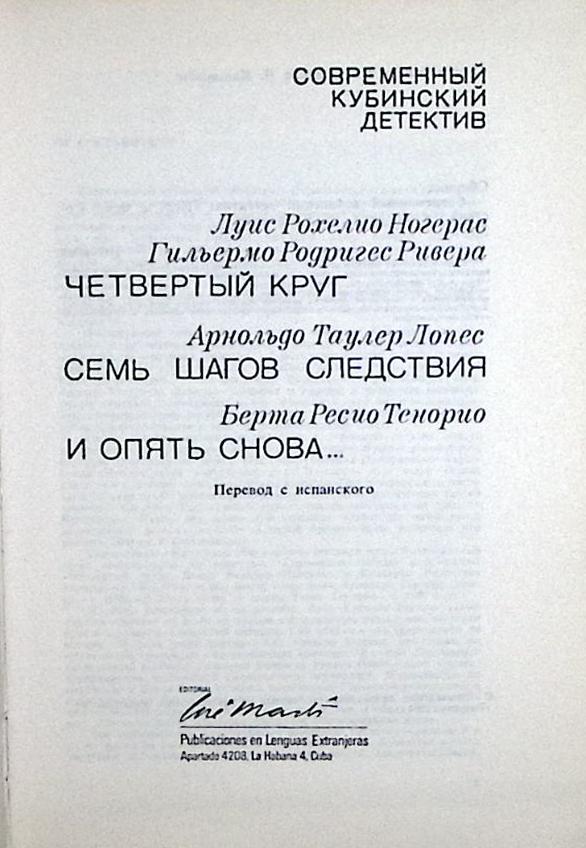 СОВРЕМЕННЫЙ
КУБИНСКИЙ
ДЕТЕКТИВ
Луис Рохелио Ногерас
Гильермо Родригес Ривера
ЧЕТВЕРТЫЙ КРУГ
Арнольдо Таулер Лопес
СЕМЬ ШАГОВ СЛЕДСТВИЯ
Берта Ресио Тенорио
И ОПЯТЬ СНОВА...
Перевод с испанского
EDITORIAL
José Martí
Publicaciones en Lenguas Extranjeras
Apartado 4208, La Habana 4, Cuba